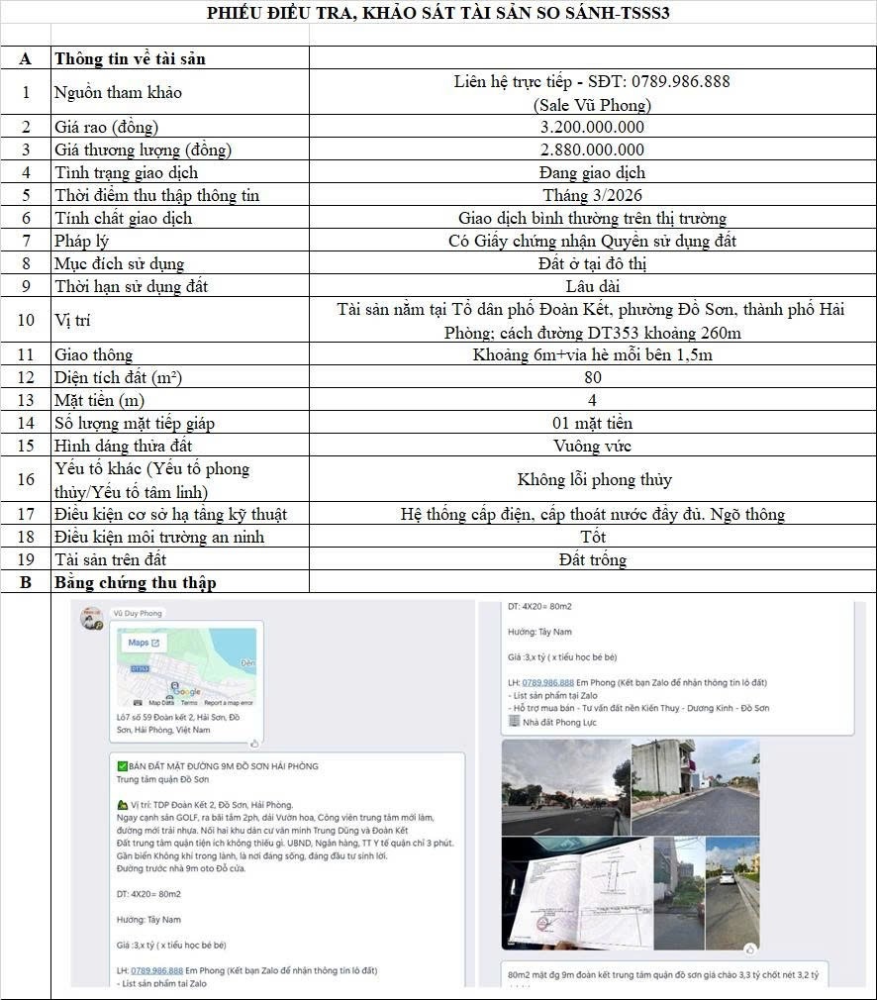 PHIẾU ĐIỀU TRA, KHẢO SÁT TÀI SẢN SO SÁNH-TSSS3
A Thông tin về tài sản
1 Nguồn tham khảo Liên hệ trực tiếp - SĐT: 0789.986.888
(Sale Vũ Phong)
2 Giá rao (đồng) 3.200.000.000
3 Giá thương lượng (đồng) 2.880.000.000
4 Tình trạng giao dịch Đang giao dịch
5 Thời điểm thu thập thông tin Tháng 3/2026
6 Tính chất giao dịch Giao dịch bình thường trên thị trường
7 Pháp lý Có Giấy chứng nhận Quyền sử dụng đất
8 Mục đích sử dụng Đất ở tại đô thị
9 Thời hạn sử dụng đất Lâu dài
10 Vị trí Tài sản nằm tại Tổ dân phố Đoàn Kết, phường Đồ Sơn, thành phố Hải
Phòng; cách đường DT353 khoảng 260m
11 Giao thông Khoảng 6m+vỉa hè mỗi bên 1,5m
12 Diện tích đất (m²) 80
13 Mặt tiền (m) 4
14 Số lượng mặt tiếp giáp 01 mặt tiền
15 Hình dáng thửa đất Vuông vức
16 Yếu tố khác (Yếu tố phong
thủy/Yếu tố tâm linh) Không lỗi phong thủy
17 Điều kiện cơ sở hạ tầng kỹ thuật Hệ thống cấp điện, cấp thoát nước đầy đủ. Ngõ thông
18 Điều kiện môi trường an ninh Tốt
19 Tài sản trên đất Đất trống
B Bằng chứng thu thập
Vũ Duy Phong
Maps
DT353
Đền
Google
Map Data Terms Report a map error
Lô7 số 59 Đoàn kết 2, Hải Sơn, Đồ
Sơn, Hải Phòng, Việt Nam
BÁN ĐẤT MẶT ĐƯỜNG 9M ĐỒ SƠN HẢI PHÒNG
Trung tâm quận Đồ Sơn
Vị trí: TDP Đoàn Kết 2, Đồ Sơn, Hải Phòng.
Ngay cạnh sân GOLF, ra bãi tắm 2ph, dải Vườn hoa, Công viên trung tâm mới làm,
đường mới trải nhựa. Nối hai khu dân cư văn minh Trung Dũng và Đoàn Kết
Đất trung tâm quận tiện ích không thiếu gì. UBND, Ngân hàng, TT Y tế quận chỉ 3 phút.
Gần biển Không khí trong lành, là nơi đáng sống, đáng đầu tư sinh lời.
Đường trước nhà 9m oto Đỗ cửa.
DT: 4X20= 80m2
Hướng: Tây Nam
Giá :3,x tỷ ( x tiểu học bé bé)
LH: 0789.986.888 Em Phong (Kết bạn Zalo để nhận thông tin lô đất)
- List sản phẩm tại Zalo
DT: 4X20= 80m2
Hướng: Tây Nam
Giá :3,x tỷ ( x tiểu học bé bé)
LH: 0789.986.888 Em Phong (Kết bạn Zalo để nhận thông tin lô đất)
- List sản phẩm tại Zalo
- Hỗ trợ mua bán - Tư vấn đất nền Kiến Thuỵ - Dương Kinh - Đồ Sơn
Nhà đất Phong Lực
80m2 mặt đg 9m đoàn kết trung tâm quận đồ sơn giá chào 3,3 tỷ chốt nét 3,2 tỷ